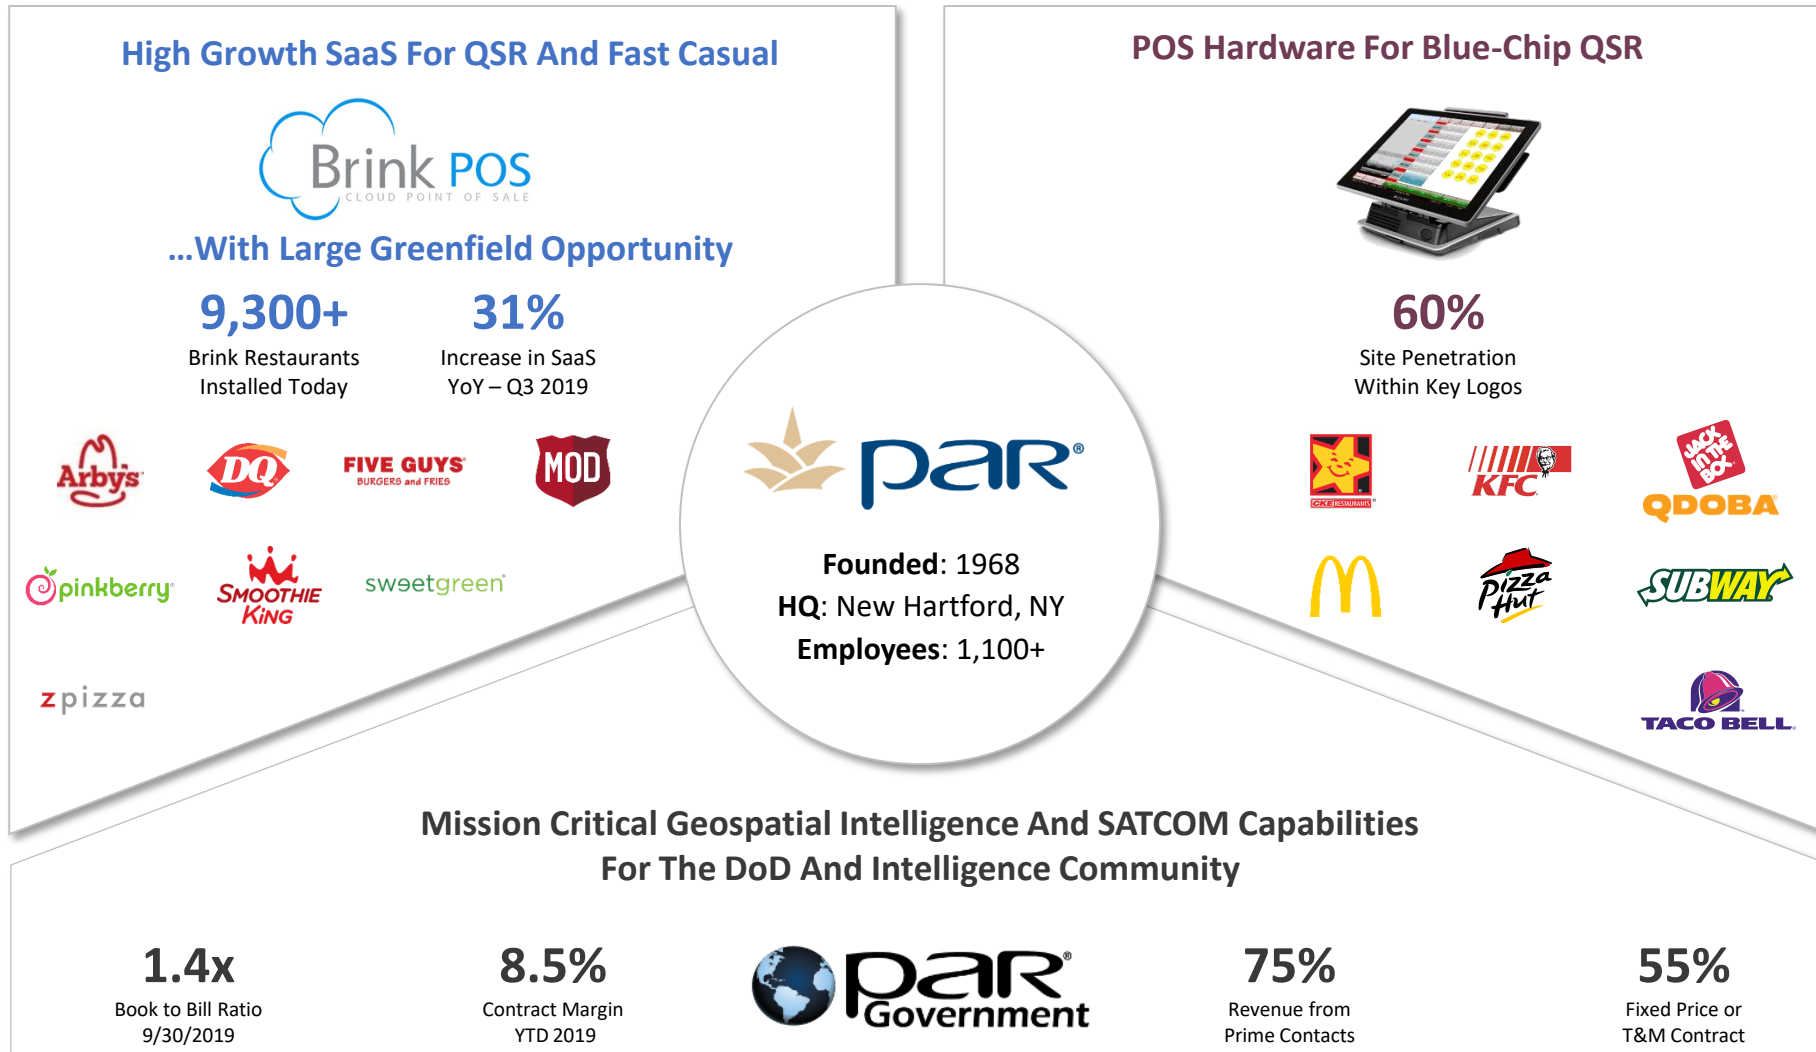 High Growth SaaS For QSR And Fast Casual
Brink POS
CLOUD POINT OF SALE
...With Large Greenfield Opportunity
9,300+
Brink Restaurants
Installed Today
31%
Increase in SaaS
YoY – Q3 2019
Arby's
DQ
FIVE GUYS®
BURGERS and FRIES
MOD
pinkberry
SMOOTHIE
KING
sweetgreen
zpizza
POS Hardware For Blue-Chip QSR
60%
Site Penetration
Within Key Logos
CKE RESTAURANTS
KFC
JACK
IN THE
BOX
QDOBA
Pizza
Hut
SUBWAY
TACO BELL
par®
Founded: 1968
HQ: New Hartford, NY
Employees: 1,100+
Mission Critical Geospatial Intelligence And SATCOM Capabilities
For The DoD And Intelligence Community
1.4x
Book to Bill Ratio
9/30/2019
8.5%
Contract Margin
YTD 2019
par®
Government
75%
Revenue from
Prime Contacts
55%
Fixed Price or
T&M Contract